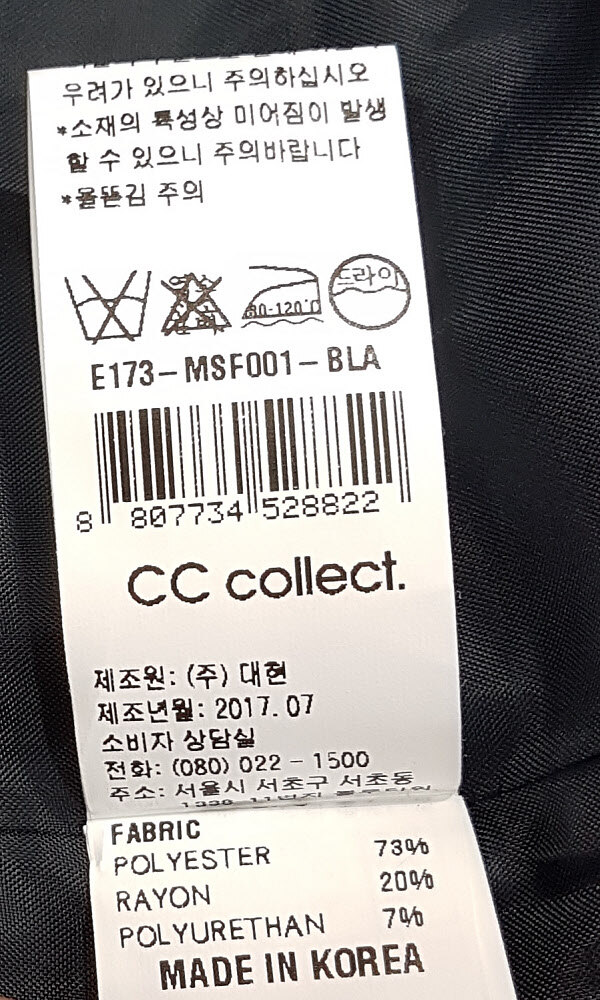 우려가 있으니 주의하십시오
*소재의 특성상 미어짐이 발생
할 수 있으니 주의바랍니다
*올뜯김 주의
80-120℃
드라이
E173-MSF001-BLA
8 807734 528822
CC collect.
제조원: (주) 대현
제조년월: 2017. 07
소비자 상담실
전화: (080) 022 - 1500
주소: 서울시 서초구 서초동
FABRIC
POLYESTER 73%
RAYON 20%
POLYURETHAN 7%
MADE IN KOREA